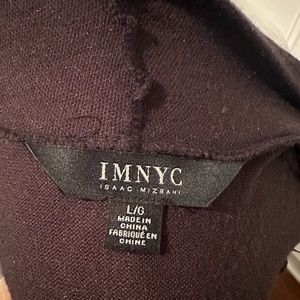 IMNYC
ISAAC MIZRAHI
L/G
MADE IN
CHINA
FABRIQUÉ EN
CHINE